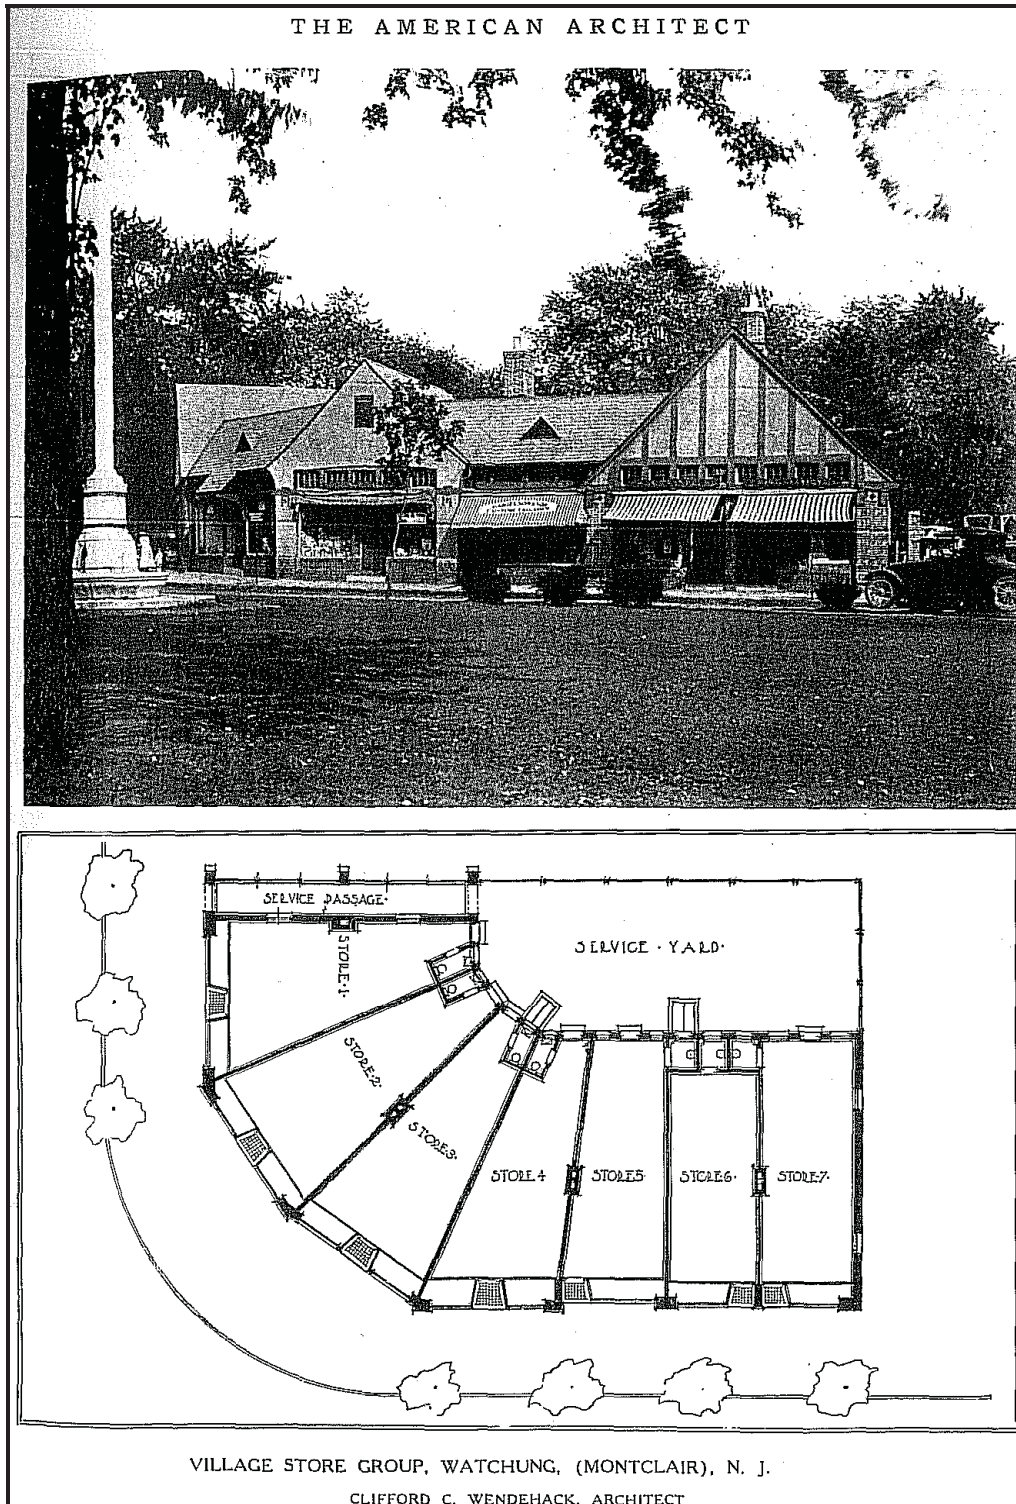 THE AMERICAN ARCHITECT
SERVICE PASSAGE·
SERVICE · YARD·
STORE·1·
STORE·2·
STORE·3·
STORE 4
STORE 5·
STORE·6·
STORE·7·
VILLAGE STORE GROUP, WATCHUNG, (MONTCLAIR), N. J.
CLIFFORD C. WENDEHACK, ARCHITECT